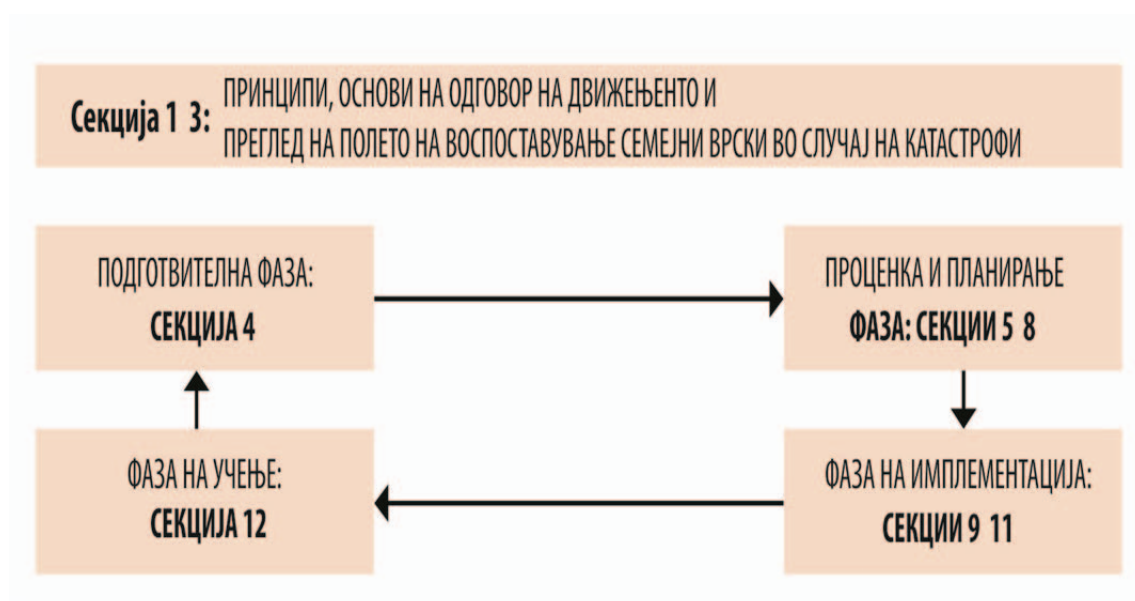 Секција 1 3: ПРИНЦИПИ, ОСНОВИ НА ОДГОВОР НА ДВИЖЕЊЕНТО И
ПРЕГЛЕД НА ПОЛЕТО НА ВОСПОСТАВУВАЊЕ СЕМЕЈНИ ВРСКИ ВО СЛУЧАЈ НА КАТАСТРОФИ
ПОДГОТВИТЕЛНА ФАЗА:
СЕКЦИЈА 4
ПРОЦЕНКА И ПЛАНИРАЊЕ
ФАЗА: СЕКЦИИ 5 8
ФАЗА НА УЧЕЊЕ:
СЕКЦИЈА 12
ФАЗА НА ИМПЛЕМЕНТАЦИЈА:
СЕКЦИИ 9 11